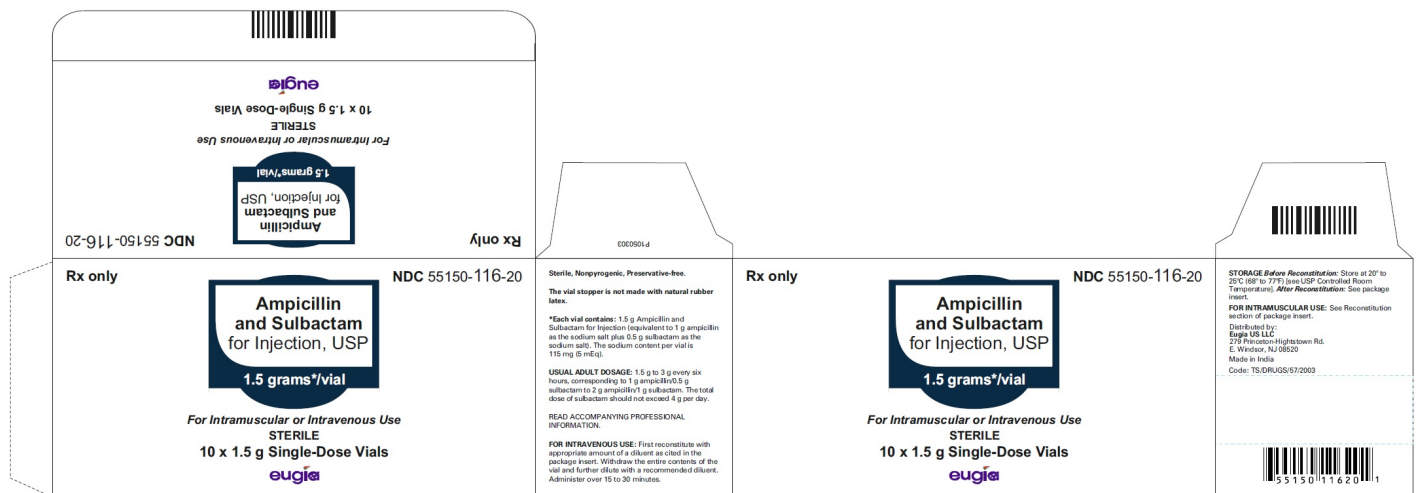 eugia
10 x 1.5 g Single-Dose Vials
STERILE
For Intramuscular or Intravenous Use
1.5 grams*/vial
Ampicillin
and Sulbactam
for Injection, USP
Rx only
NDC 55150-116-20
P1050303
Rx only
NDC 55150-116-20
Ampicillin
and Sulbactam
for Injection, USP
1.5 grams*/vial
For Intramuscular or Intravenous Use
STERILE
10 x 1.5 g Single-Dose Vials
eugia
Sterile, Nonpyrogenic, Preservative-free.
The vial stopper is not made with natural rubber
latex.
*Each vial contains: 1.5 g Ampicillin and
Sulbactam for Injection (equivalent to 1 g ampicillin
as the sodium salt plus 0.5 g sulbactam as the
sodium salt). The sodium content per vial is
115 mg (5 mEq).
USUAL ADULT DOSAGE: 1.5 g to 3 g every six
hours, corresponding to 1 g ampicillin/0.5 g
sulbactam to 2 g ampicillin/1 g sulbactam. The total
dose of sulbactam should not exceed 4 g per day.
READ ACCOMPANYING PROFESSIONAL
INFORMATION.
FOR INTRAVENOUS USE: First reconstitute with
appropriate amount of a diluent as cited in the
package insert. Withdraw the entire contents of the
vial and further dilute with a recommended diluent.
Administer over 15 to 30 minutes.
Rx only
NDC 55150-116-20
Ampicillin
and Sulbactam
for Injection, USP
1.5 grams*/vial
For Intramuscular or Intravenous Use
STERILE
10 x 1.5 g Single-Dose Vials
eugia
STORAGE Before Reconstitution: Store at 20° to
25°C (68° to 77°F) [see USP Controlled Room
Temperature]. After Reconstitution: See package
insert.
FOR INTRAMUSCULAR USE: See Reconstitution
section of package insert.
Distributed by:
Eugia US LLC
279 Princeton-Hightstown Rd.
E. Windsor, NJ 08520
Made in India
Code: TS/DRUGS/57/2003
55150 11620 1